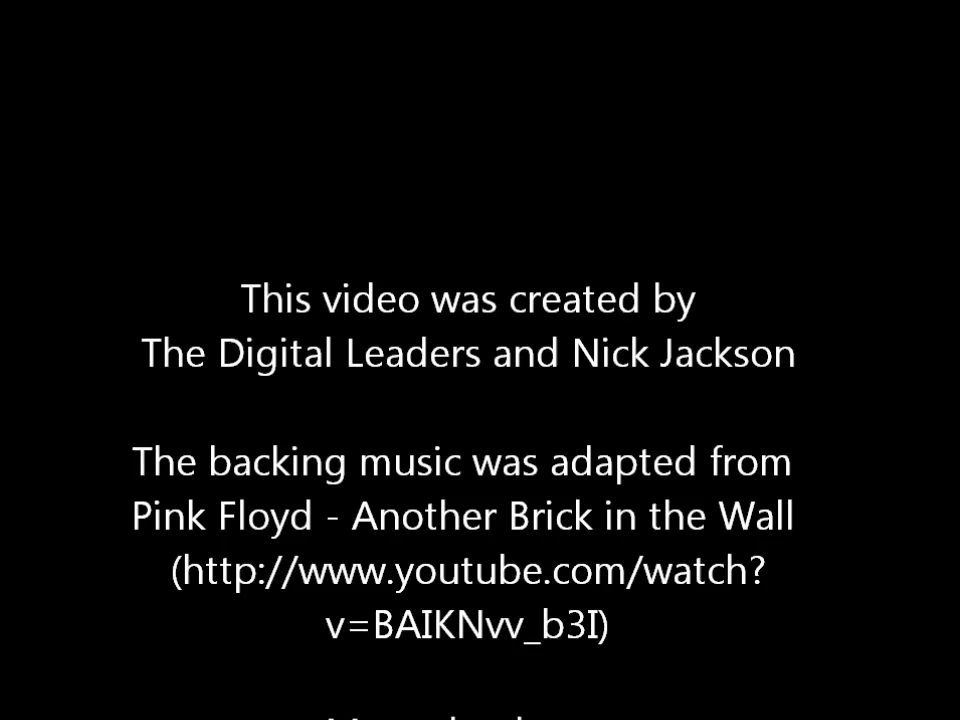 This video was created by
The Digital Leaders and Nick Jackson
The backing music was adapted from
Pink Floyd - Another Brick in the Wall
(http://www.youtube.com/watch?
v=BAIKNvv_b3I)